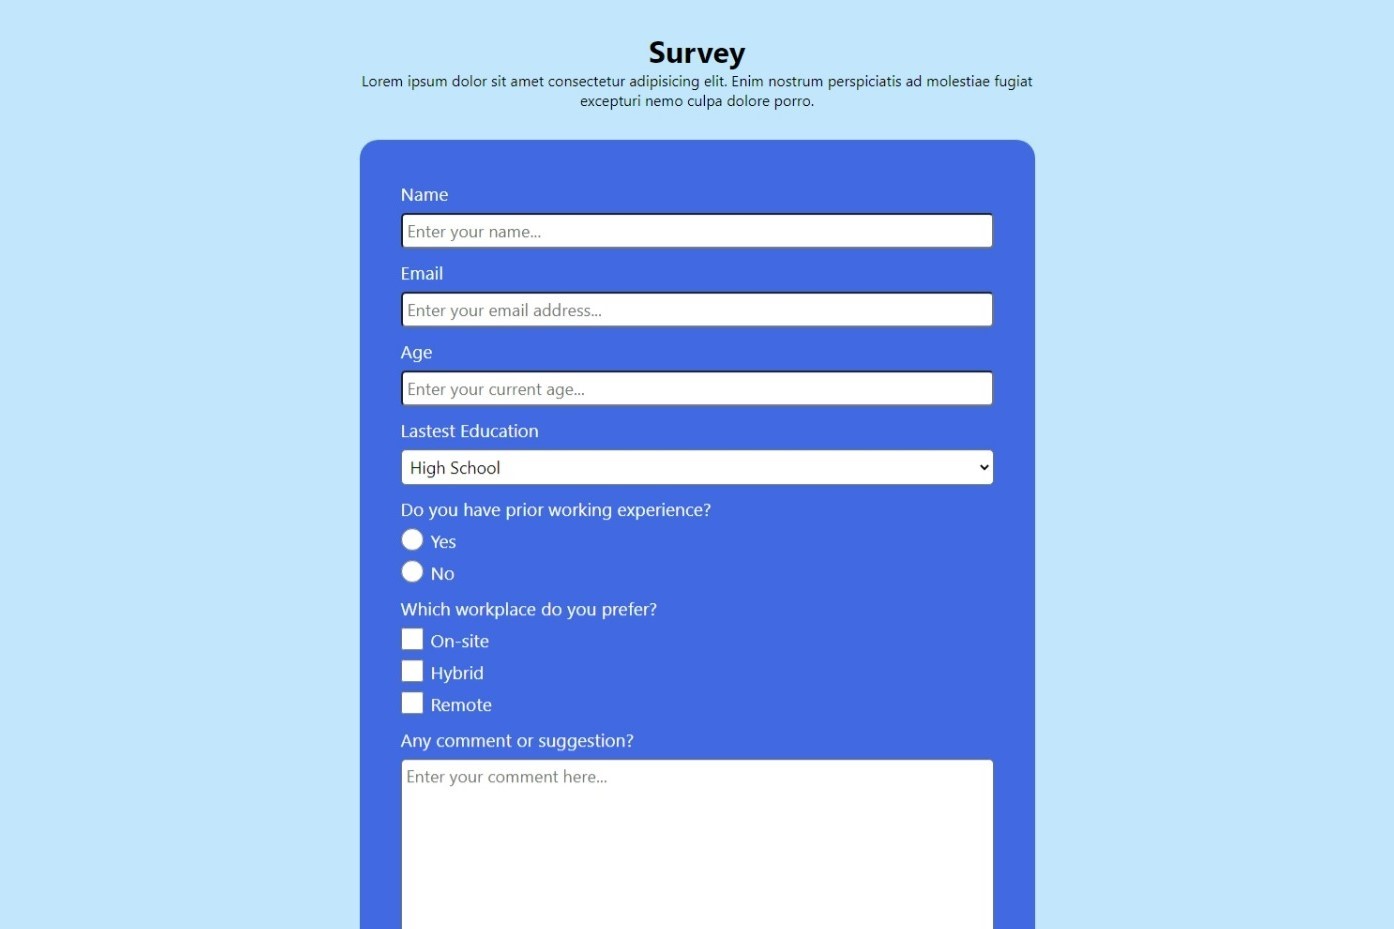 Survey
Lorem ipsum dolor sit amet consectetur adipisicing elit. Enim nostrum perspiciatis ad molestiae fugiat
excepturi nemo culpa dolore porro.
Name
Enter your name...
Email
Enter your email address...
Age
Enter your current age...
Lastest Education
High School
Do you have prior working experience?
Yes
No
Which workplace do you prefer?
On-site
Hybrid
Remote
Any comment or suggestion?
Enter your comment here...